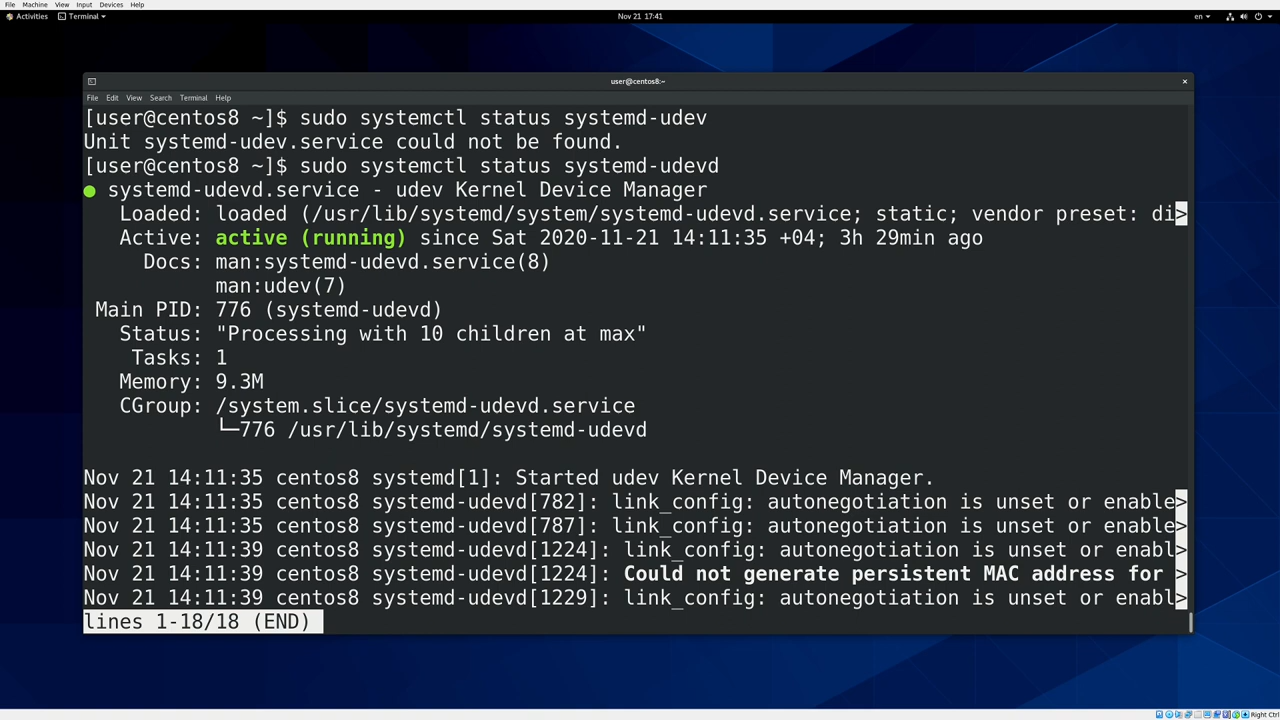 File Machine View Input Devices Help
Activities Terminal Nov 21 17:41 en
user@centos8:~
File Edit View Search Terminal Help
[user@centos8 ~]$ sudo systemctl status systemd-udev
Unit systemd-udev.service could not be found.
[user@centos8 ~]$ sudo systemctl status systemd-udevd
● systemd-udevd.service - udev Kernel Device Manager
Loaded: loaded (/usr/lib/systemd/system/systemd-udevd.service; static; vendor preset: di>
Active: active (running) since Sat 2020-11-21 14:11:35 +04; 3h 29min ago
Docs: man:systemd-udevd.service(8)
man:udev(7)
Main PID: 776 (systemd-udevd)
Status: "Processing with 10 children at max"
Tasks: 1
Memory: 9.3M
CGroup: /system.slice/systemd-udevd.service
└─776 /usr/lib/systemd/systemd-udevd
Nov 21 14:11:35 centos8 systemd[1]: Started udev Kernel Device Manager.
Nov 21 14:11:35 centos8 systemd-udevd[782]: link_config: autonegotiation is unset or enable>
Nov 21 14:11:35 centos8 systemd-udevd[787]: link_config: autonegotiation is unset or enable>
Nov 21 14:11:39 centos8 systemd-udevd[1224]: link_config: autonegotiation is unset or enabl>
Nov 21 14:11:39 centos8 systemd-udevd[1224]: Could not generate persistent MAC address for >
Nov 21 14:11:39 centos8 systemd-udevd[1229]: link_config: autonegotiation is unset or enabl>
lines 1-18/18 (END)
Right Ctrl